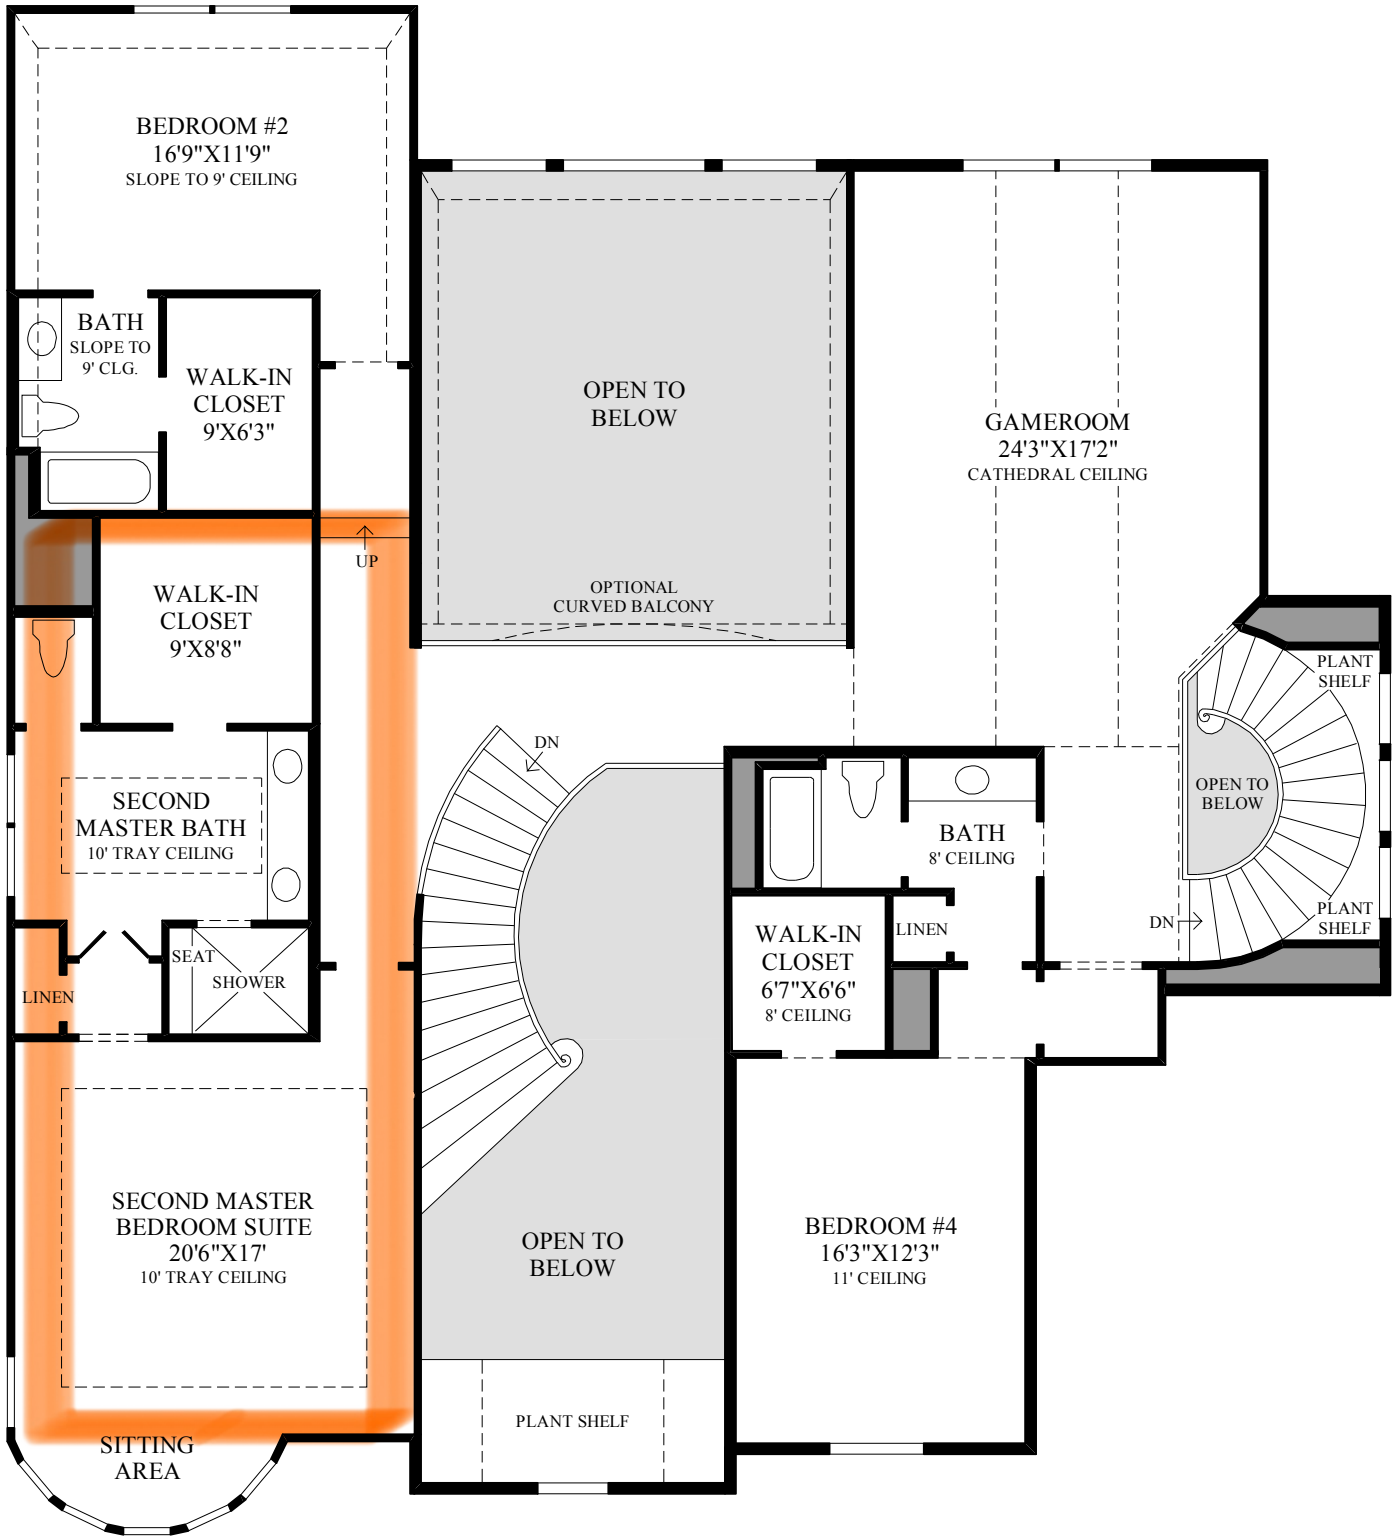 BEDROOM #2
16'9"X11'9"
SLOPE TO 9' CEILING
BATH
SLOPE TO
9' CLG.
WALK-IN
CLOSET
9'X6'3"
OPEN TO
BELOW
GAMEROOM
24'3"X17'2"
CATHEDRAL CEILING
UP
WALK-IN
CLOSET
9'X8'8"
OPTIONAL
CURVED BALCONY
PLANT
SHELF
DN
OPEN TO
BELOW
SECOND
MASTER BATH
10' TRAY CEILING
BATH
8' CEILING
PLANT
SHELF
DN
LINEN
WALK-IN
CLOSET
6'7"X6'6"
8' CEILING
SEAT
SHOWER
LINEN
SECOND MASTER
BEDROOM SUITE
20'6"X17'
10' TRAY CEILING
OPEN TO
BELOW
BEDROOM #4
16'3"X12'3"
11' CEILING
PLANT SHELF
SITTING
AREA